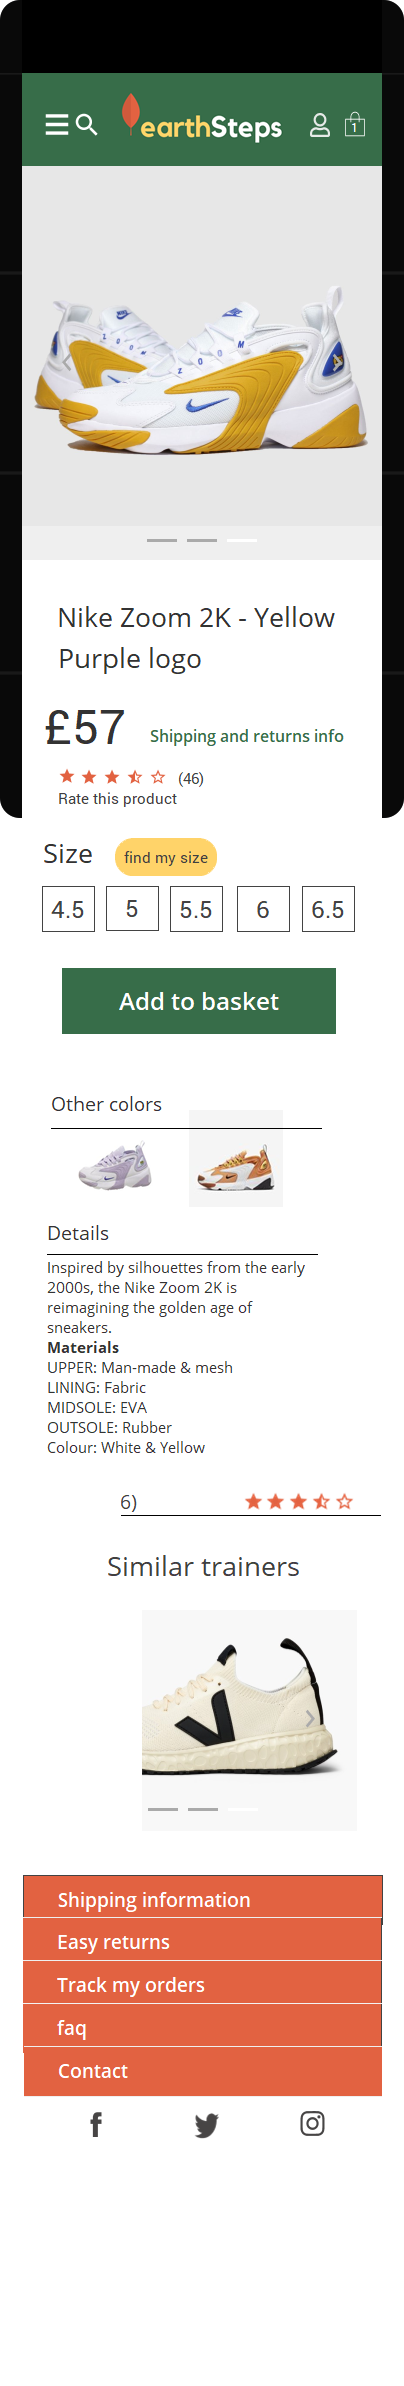 earthSteps
1
Nike Zoom 2K - Yellow
Purple logo
£57 Shipping and returns info
(46)
Rate this product
Size find my size
4.5 5 5.5 6 6.5
Add to basket
Other colors
Details
Inspired by silhouettes from the early
2000s, the Nike Zoom 2K is
reimagining the golden age of
sneakers.
Materials
UPPER: Man-made & mesh
LINING: Fabric
MIDSOLE: EVA
OUTSOLE: Rubber
Colour: White & Yellow
6)
Similar trainers
Shipping information
Easy returns
Track my orders
faq
Contact